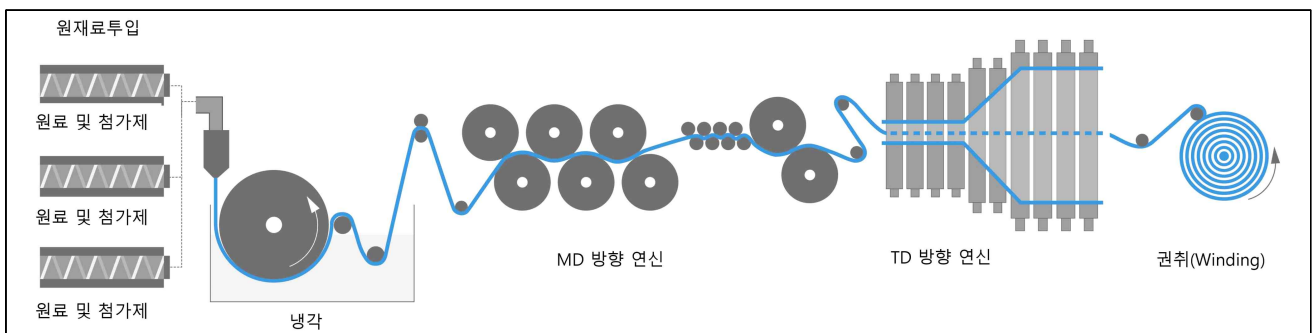 원재료투입
원료 및 첨가제
원료 및 첨가제
원료 및 첨가제
냉각
MD 방향 연신
TD 방향 연신
권취(Winding)